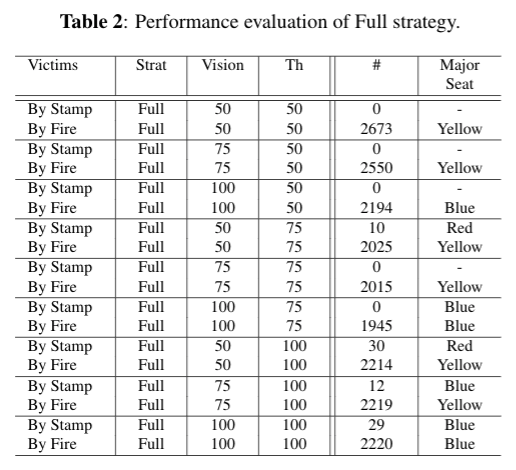 Table 2: Performance evaluation of Full strategy.
Victims Strat Vision Th # Major
Seat
By Stamp Full 50 50 0 -
By Fire Full 50 50 2673 Yellow
By Stamp Full 75 50 0 -
By Fire Full 75 50 2550 Yellow
By Stamp Full 100 50 0 -
By Fire Full 100 50 2194 Blue
By Stamp Full 50 75 10 Red
By Fire Full 50 75 2025 Yellow
By Stamp Full 75 75 0 -
By Fire Full 75 75 2015 Yellow
By Stamp Full 100 75 0 Blue
By Fire Full 100 75 1945 Blue
By Stamp Full 50 100 30 Red
By Fire Full 50 100 2214 Yellow
By Stamp Full 75 100 12 Blue
By Fire Full 75 100 2219 Yellow
By Stamp Full 100 100 29 Blue
By Fire Full 100 100 2220 Blue